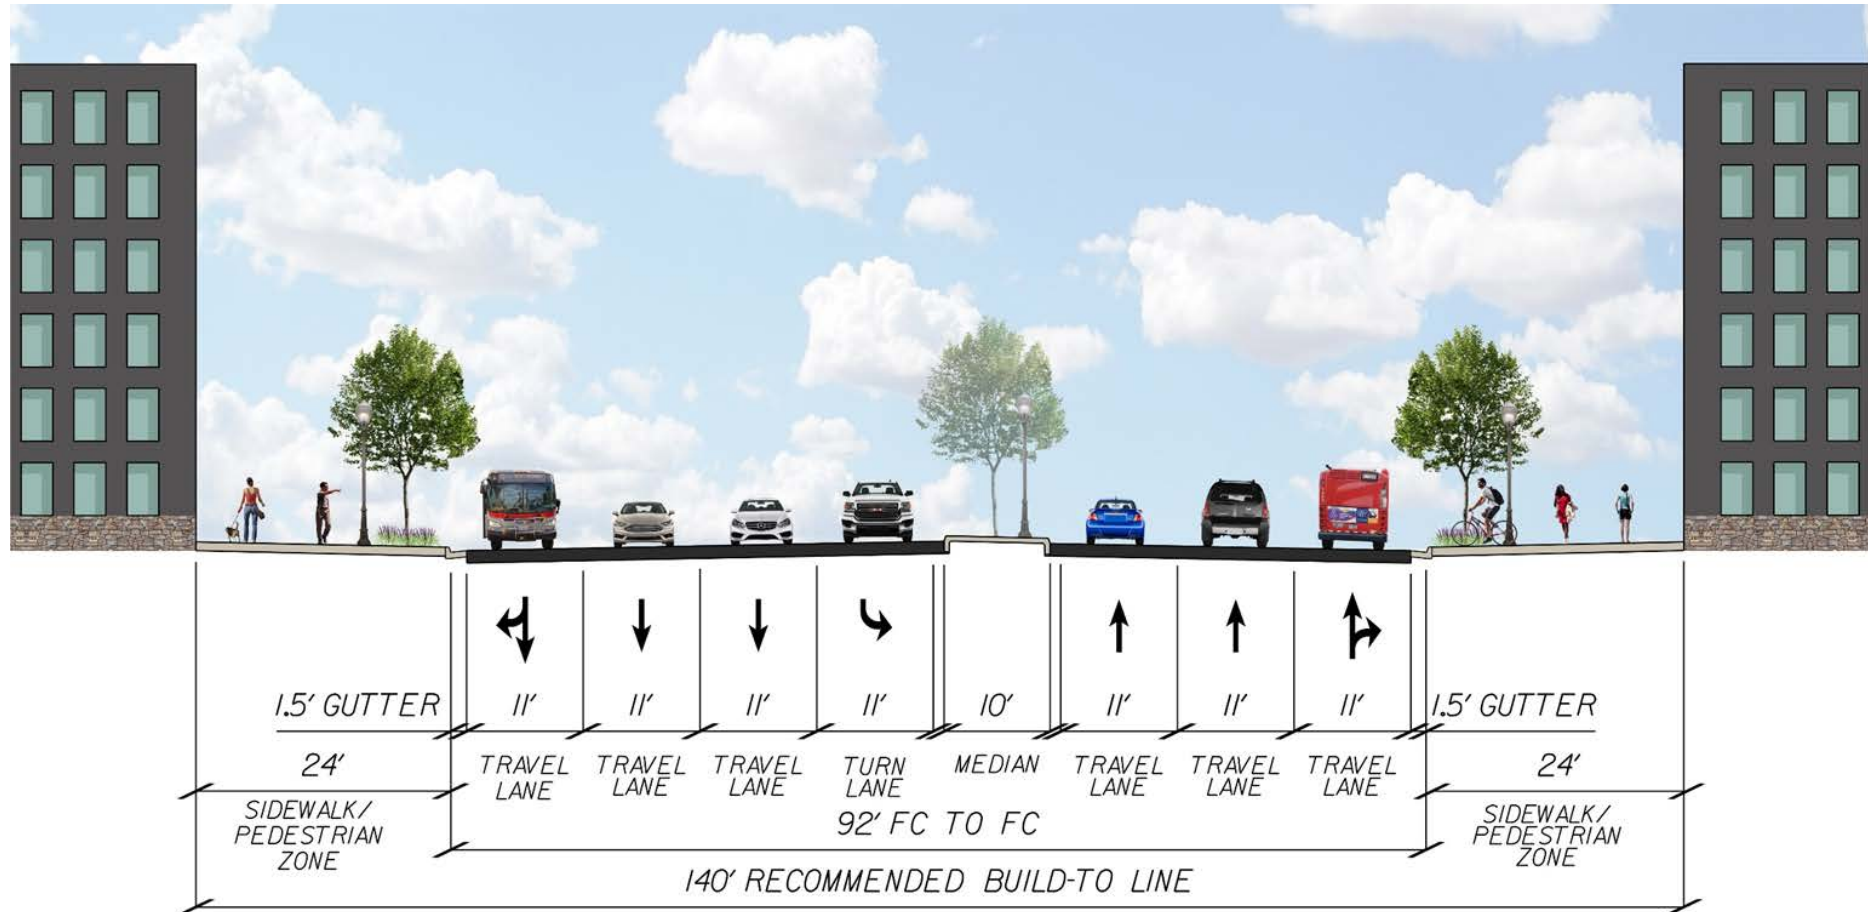 1.5' GUTTER
11'
11'
11'
11'
10'
11'
11'
11'
1.5' GUTTER
24'
TRAVEL
LANE
TRAVEL
LANE
TRAVEL
LANE
TURN
LANE
MEDIAN
TRAVEL
LANE
TRAVEL
LANE
TRAVEL
LANE
24'
SIDEWALK/
PEDESTRIAN
ZONE
92' FC TO FC
SIDEWALK/
PEDESTRIAN
ZONE
140' RECOMMENDED BUILD-TO LINE